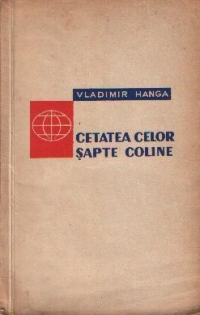 VLADIMIR HANGA
CETATEA CELOR
ȘAPTE COLINE